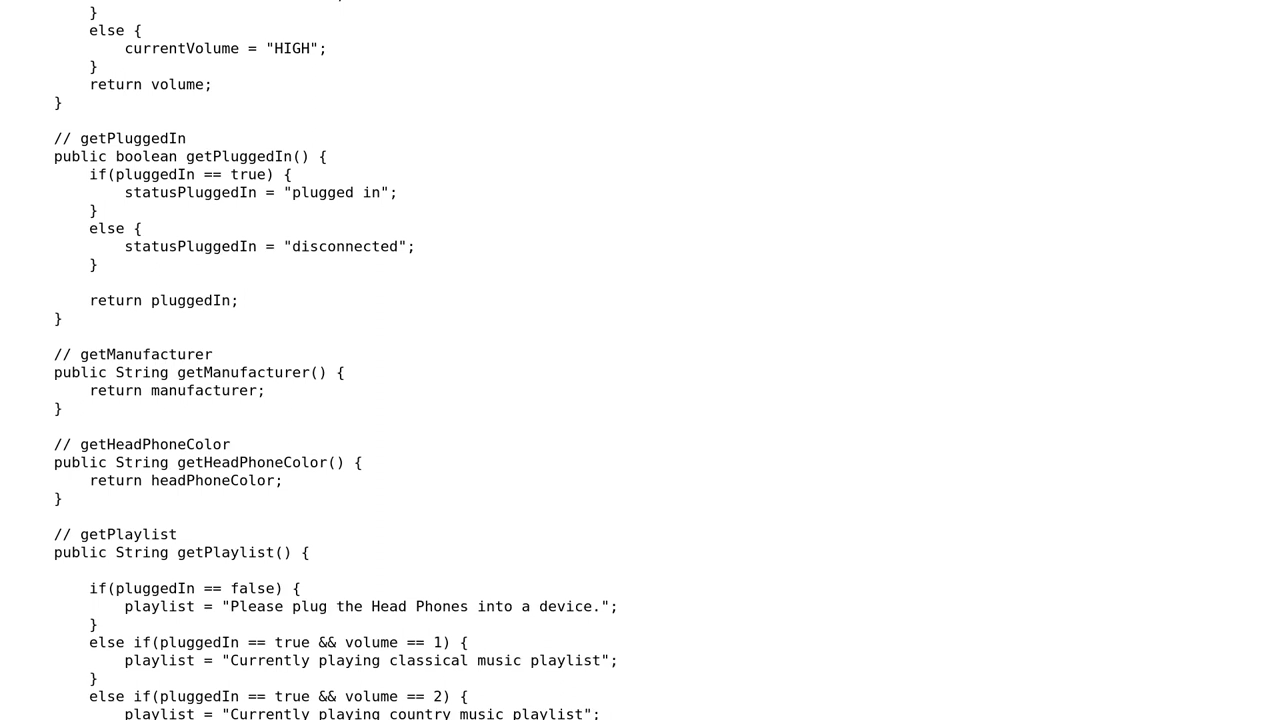 }
    else {
        currentVolume = "HIGH";
    }
    return volume;
}

// getPluggedIn
public boolean getPluggedIn() {
    if(pluggedIn == true) {
        statusPluggedIn = "plugged in";
    }
    else {
        statusPluggedIn = "disconnected";
    }

    return pluggedIn;
}

// getManufacturer
public String getManufacturer() {
    return manufacturer;
}

// getHeadPhoneColor
public String getHeadPhoneColor() {
    return headPhoneColor;
}

// getPlaylist
public String getPlaylist() {

    if(pluggedIn == false) {
        playlist = "Please plug the Head Phones into a device.";
    }
    else if(pluggedIn == true && volume == 1) {
        playlist = "Currently playing classical music playlist";
    }
    else if(pluggedIn == true && volume == 2) {
        playlist = "Currently playing country music playlist";